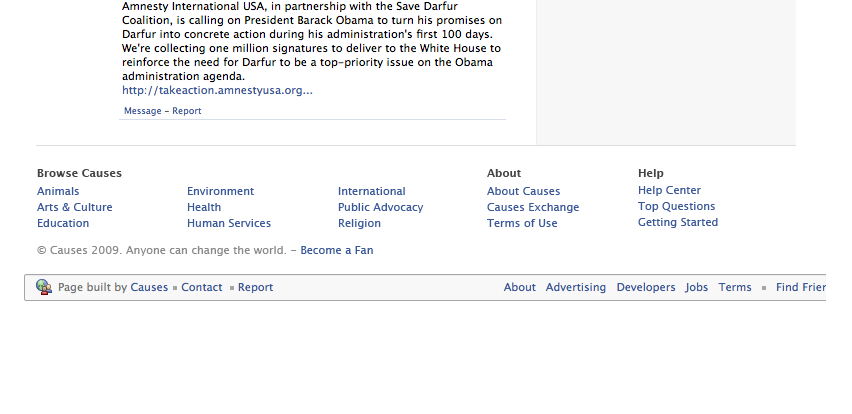 Amnesty International USA, in partnership with the Save Darfur
Coalition, is calling on President Barack Obama to turn his promises on
Darfur into concrete action during his administration's first 100 days.
We're collecting one million signatures to deliver to the White House to
reinforce the need for Darfur to be a top-priority issue on the Obama
administration agenda.
http://takeaction.amnestyusa.org...
Message - Report
Browse Causes About Help
Animals Environment International About Causes Help Center
Arts & Culture Health Public Advocacy Causes Exchange Top Questions
Education Human Services Religion Terms of Use Getting Started
© Causes 2009. Anyone can change the world. - Become a Fan
Page built by Causes ▪ Contact ▪ Report About Advertising Developers Jobs Terms ▪ Find Frier